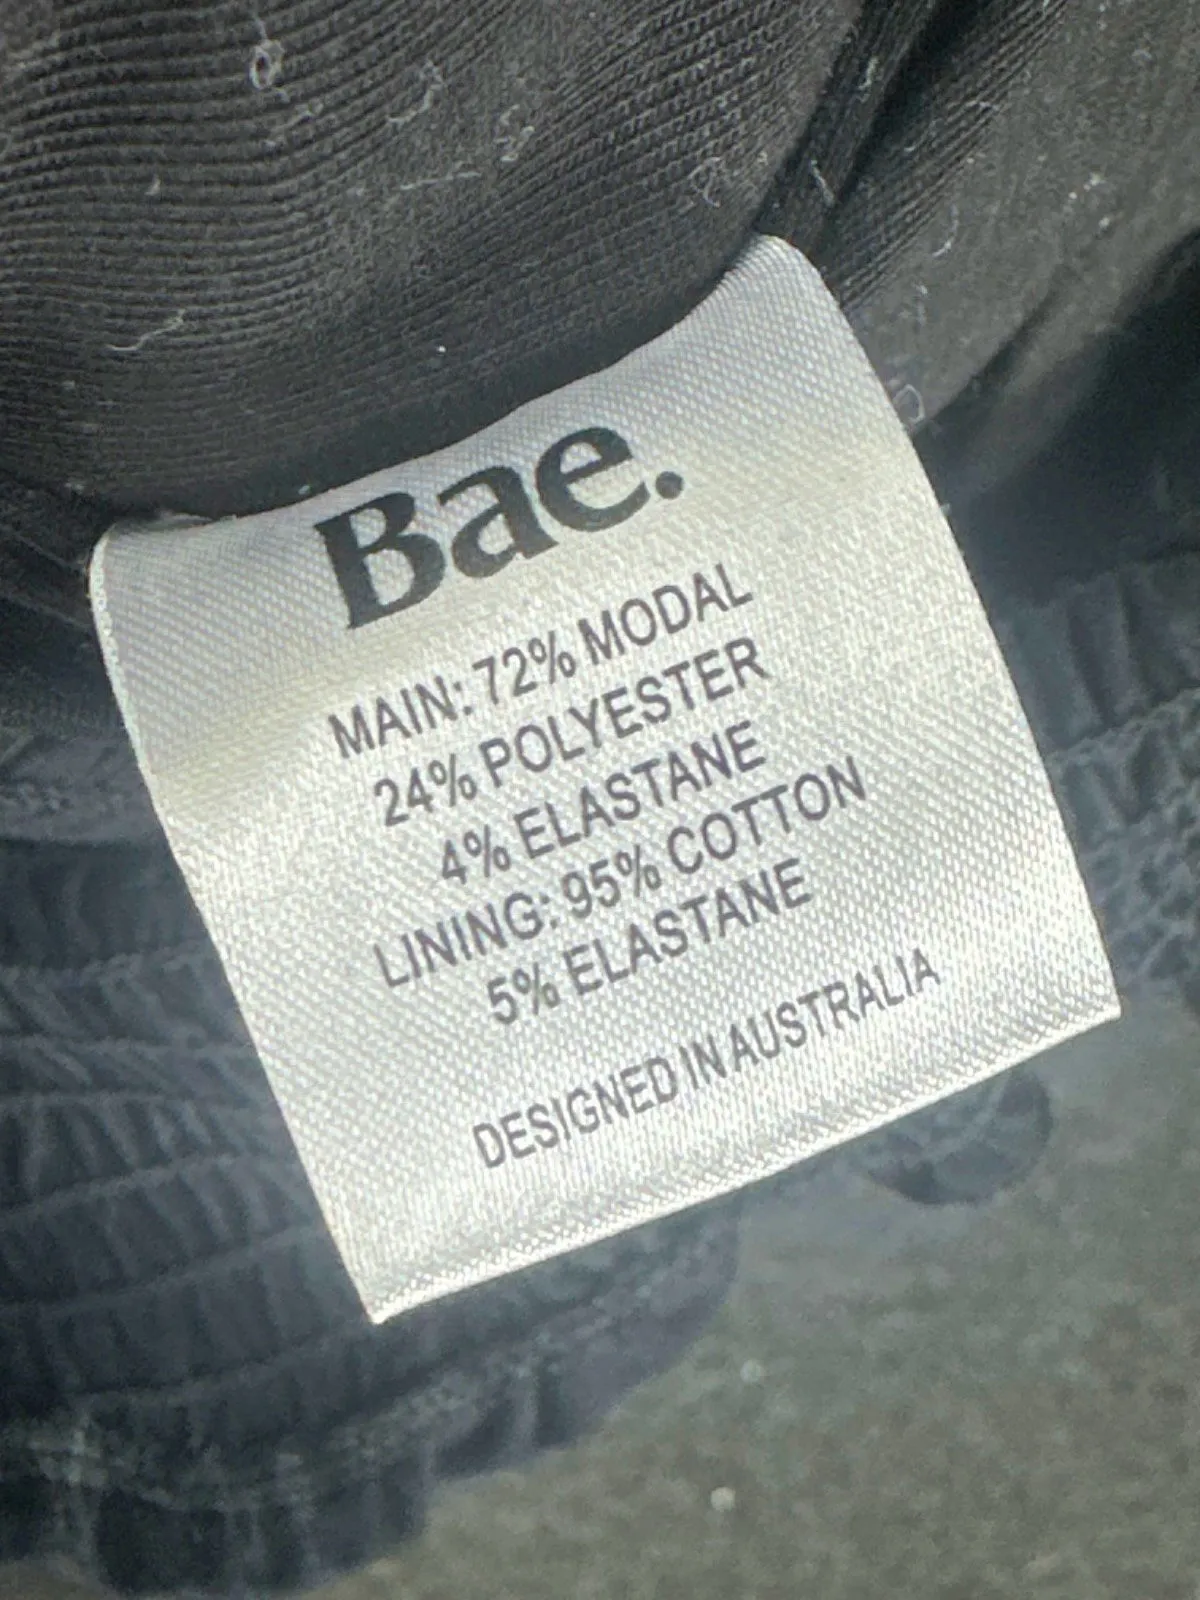 Bae.
MAIN: 72% MODAL
24% POLYESTER
4% ELASTANE
LINING: 95% COTTON
5% ELASTANE
DESIGNED IN AUSTRALIA